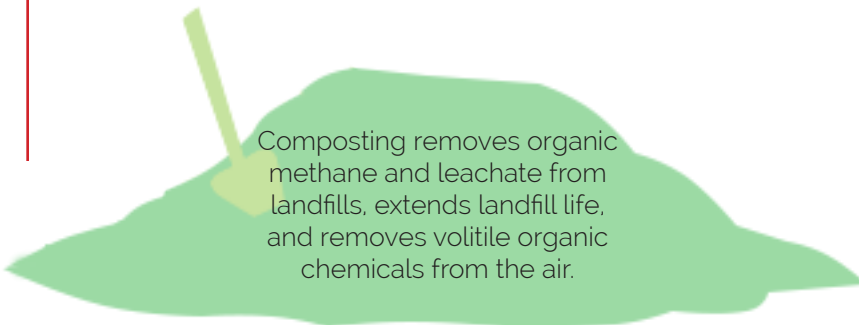 Composting removes organic
methane and leachate from
landfills, extends landfill life,
and removes volitile organic
chemicals from the air.